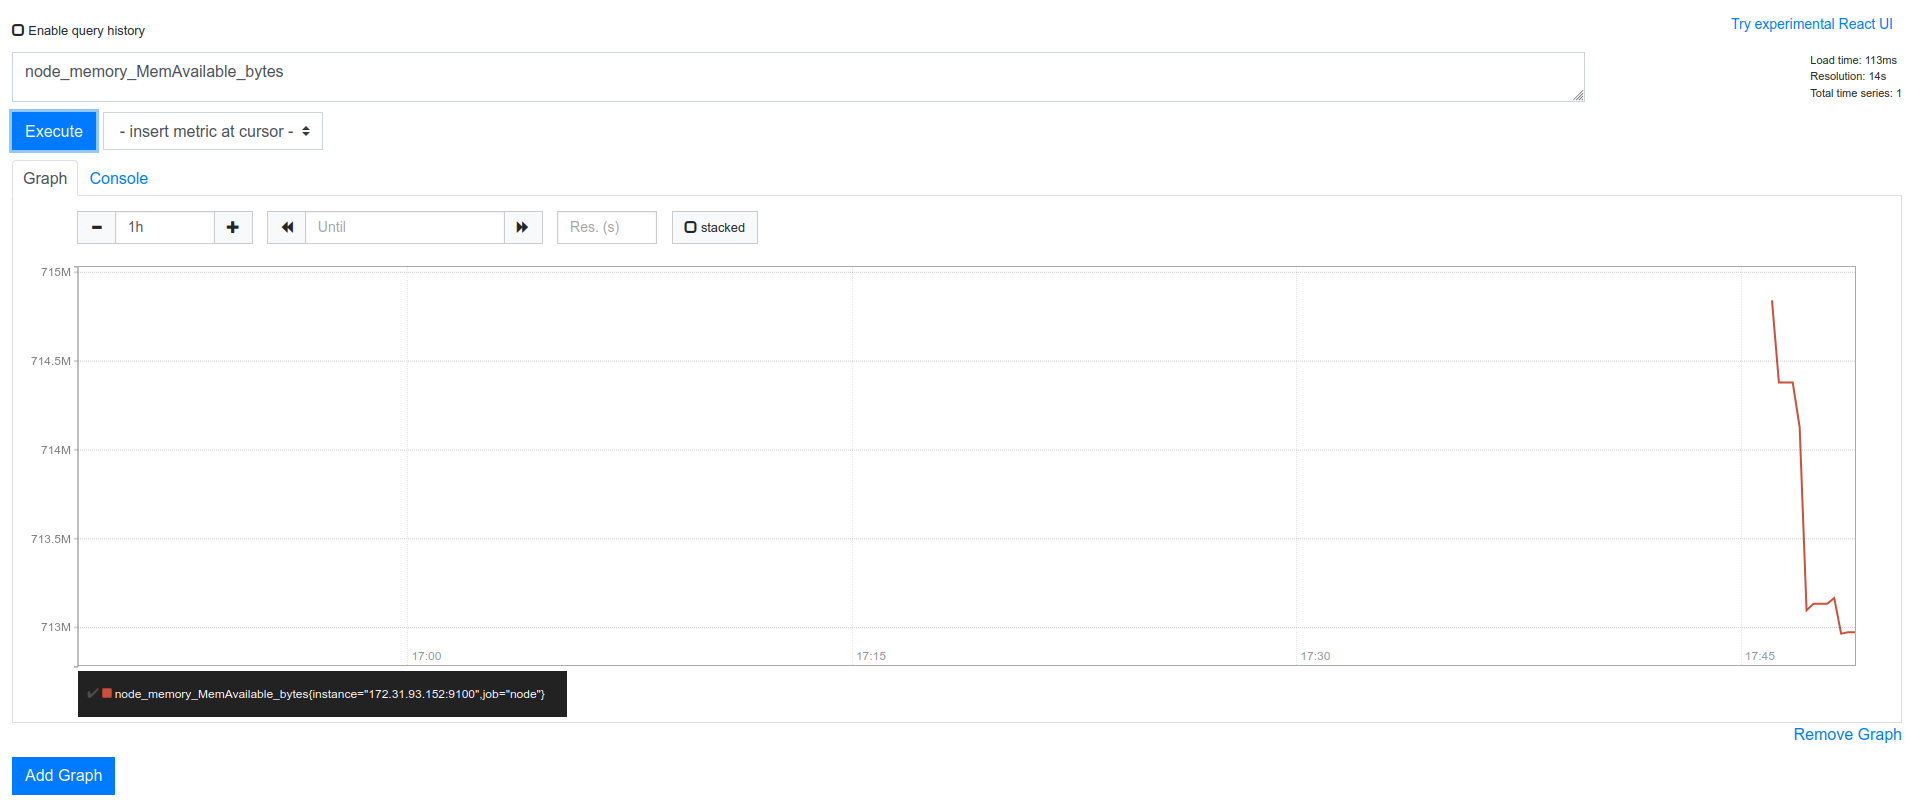 Enable query history
Try experimental React UI
node_memory_MemAvailable_bytes
Load time: 113ms
Resolution: 14s
Total time series: 1
Execute
- insert metric at cursor -
Graph
Console
1h
Until
Res. (s)
stacked
715M
714.5M
714M
713.5M
713M
17:00
17:15
17:30
17:45
node_memory_MemAvailable_bytes{instance="172.31.93.152:9100",job="node"}
Remove Graph
Add Graph